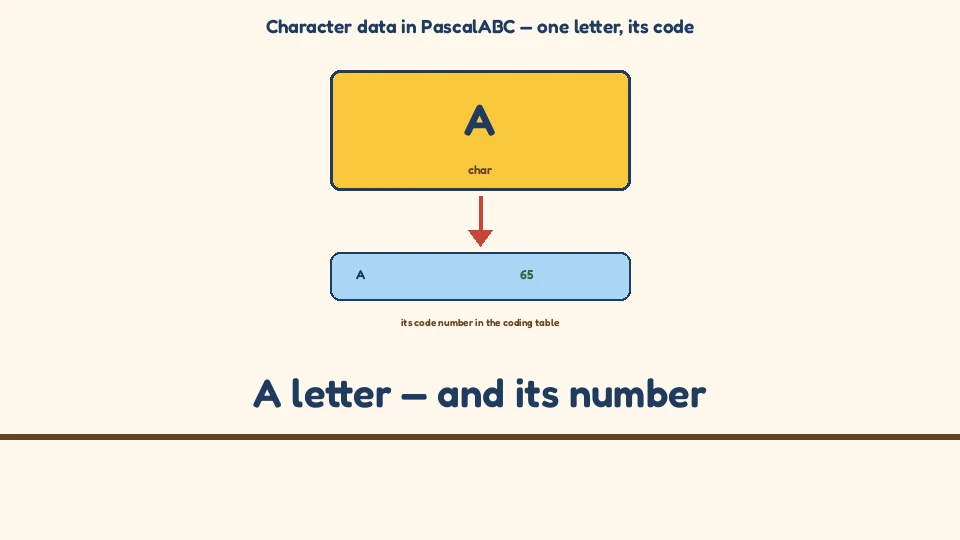 Character data in PascalABC — one letter, its code
A
char
A 65
its code number in the coding table
A letter — and its number